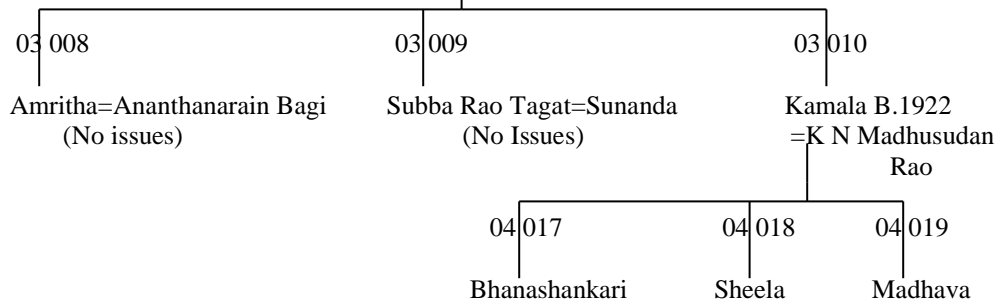 03 008 03 009 03 010
Amritha=Ananthanarain Bagi Subba Rao Tagat=Sunanda Kamala B.1922
(No issues) (No Issues) =K N Madhusudan
Rao
04 017 04 018 04 019
Bhanashankari Sheela Madhava